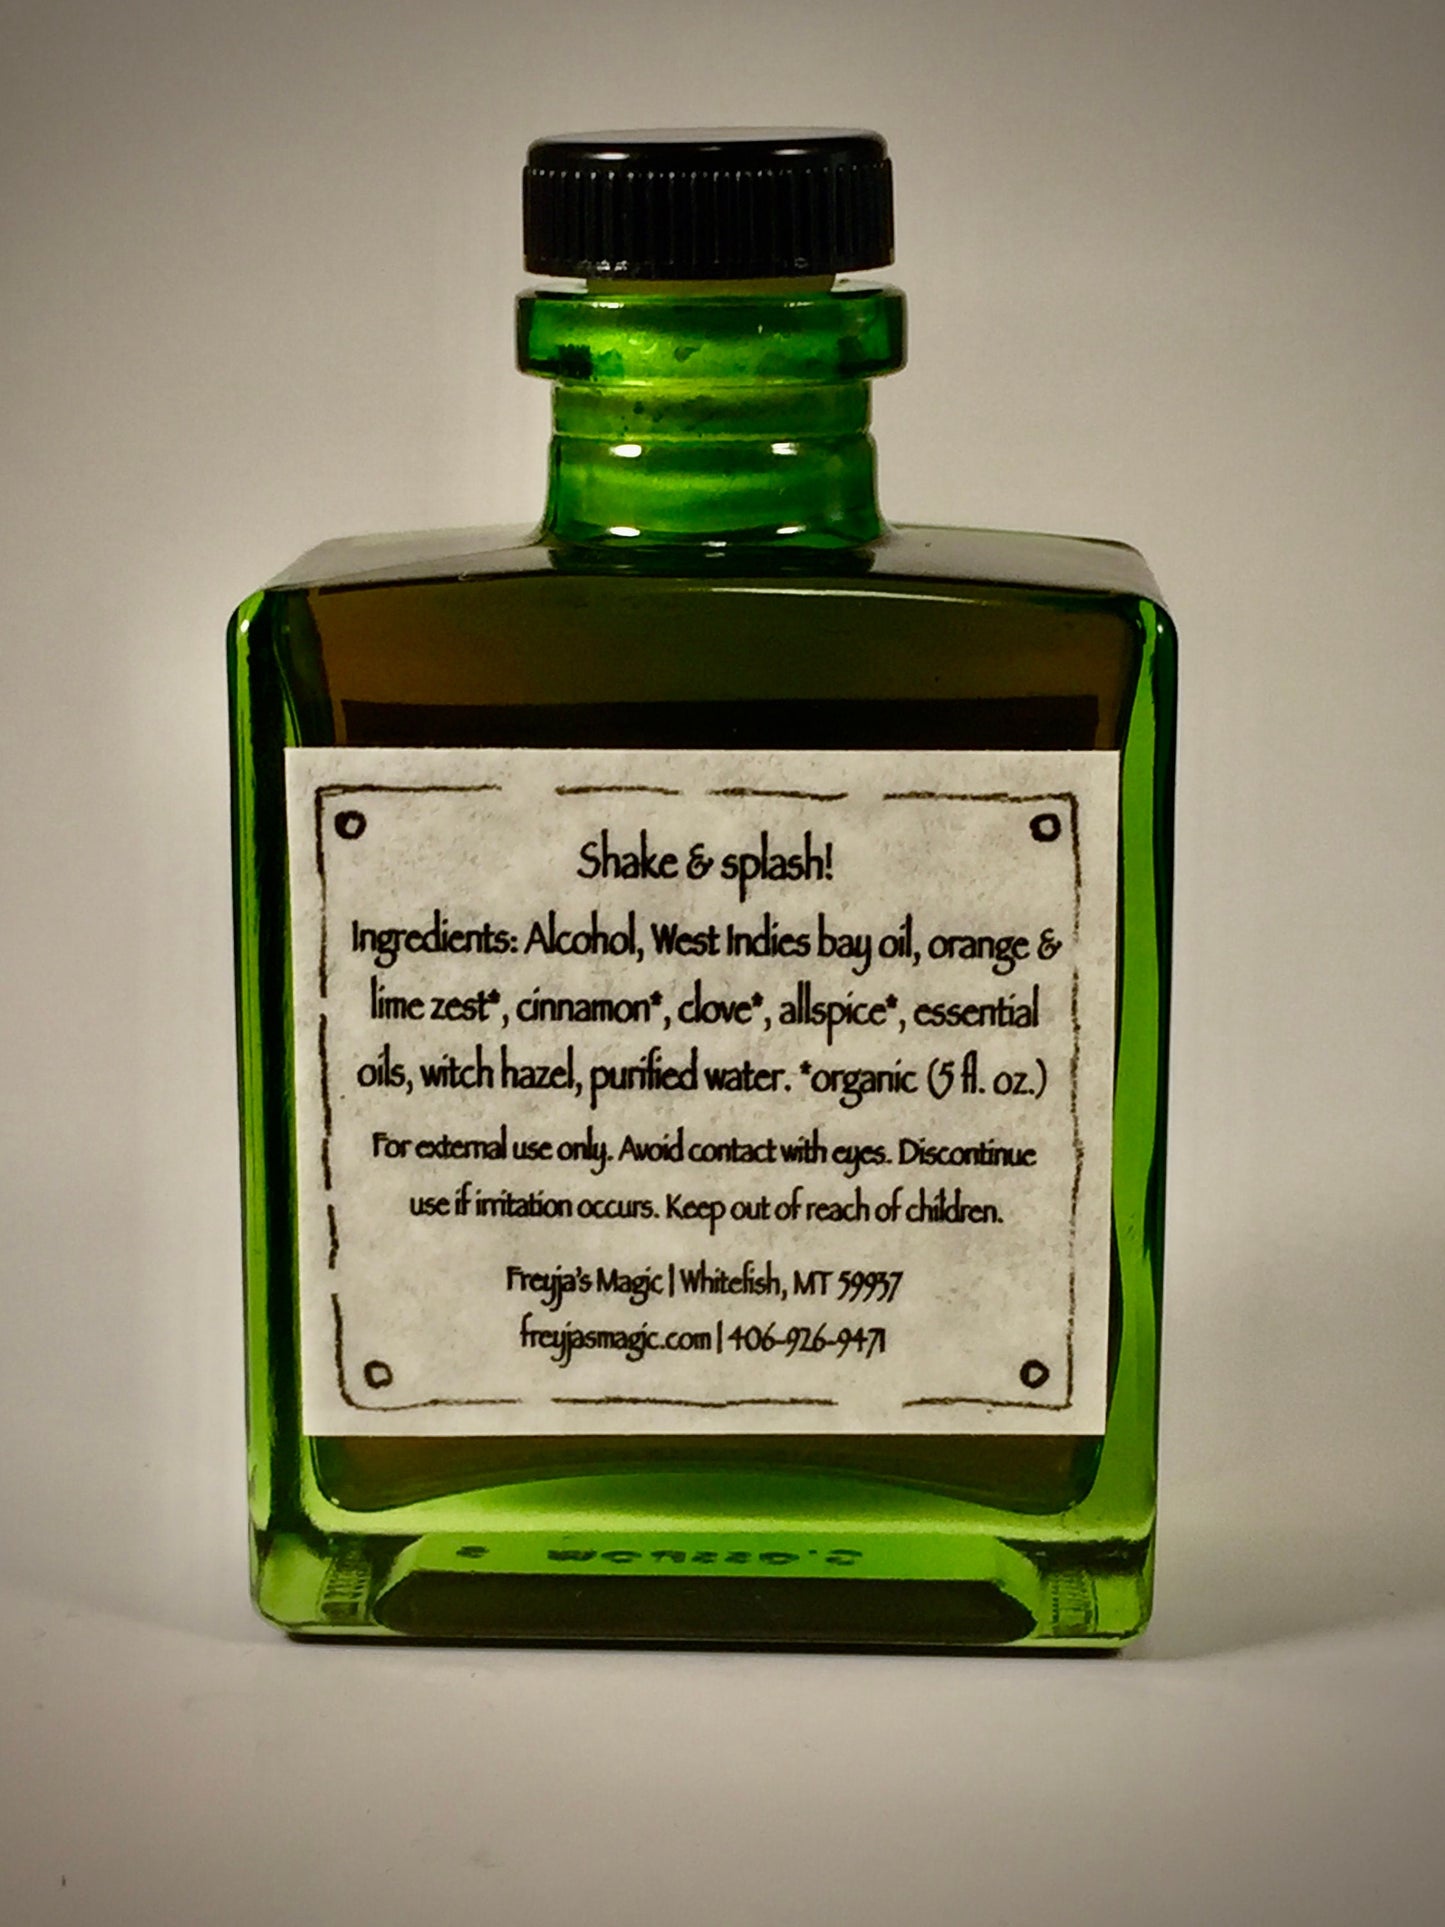 Shake & splash!
Ingredients: Alcohol, West Indies bay oil, orange &
lime zest*, cinnamon*, clove*, allspice*, essential
oils, witch hazel, purified water. *organic (5 fl. oz.)
For external use only. Avoid contact with eyes. Discontinue
use if irritation occurs. Keep out of reach of children.
Freyja's Magic | Whitefish, MT 59937
freyjasmagic.com | 406-926-9471